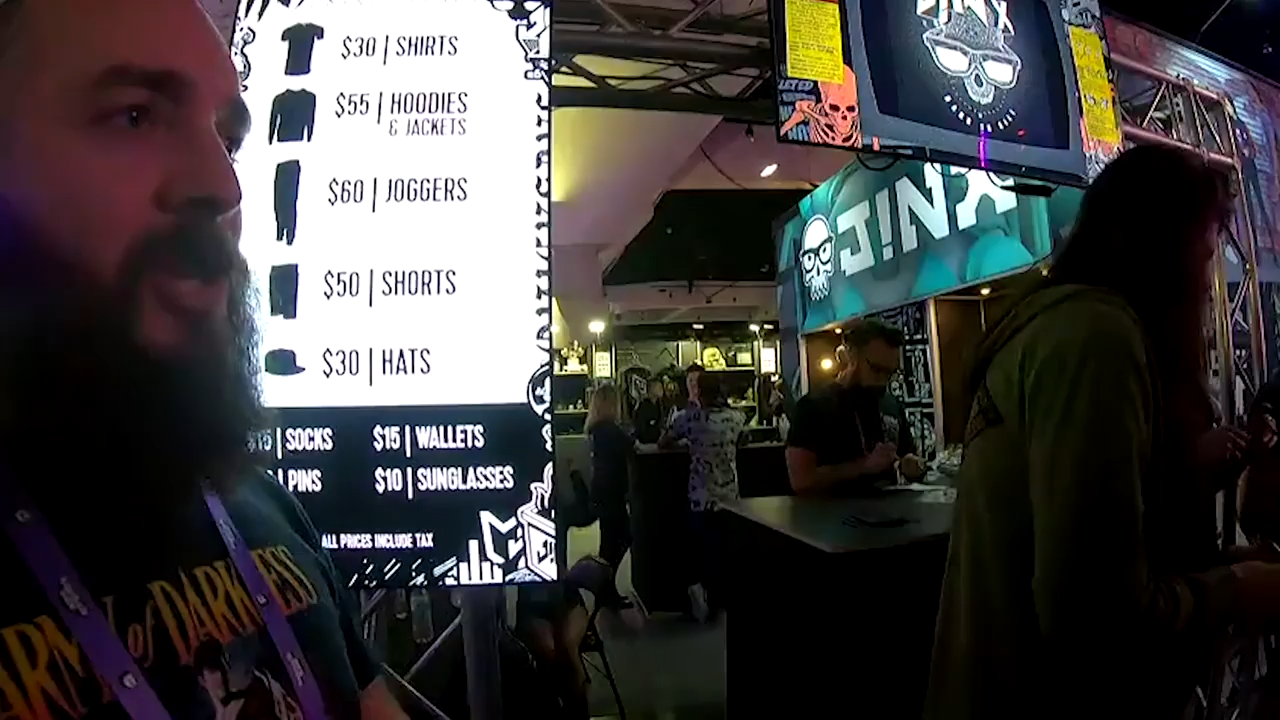 $30 | SHIRTS
$55 | HOODIES
& JACKETS
$60 | JOGGERS
$50 | SHORTS
$30 | HATS
| SOCKS
$15 | WALLETS
| PINS
$10 | SUNGLASSES
ALL PRICES INCLUDE TAX
J!NX
J!NX
ARMY of DARKNESS